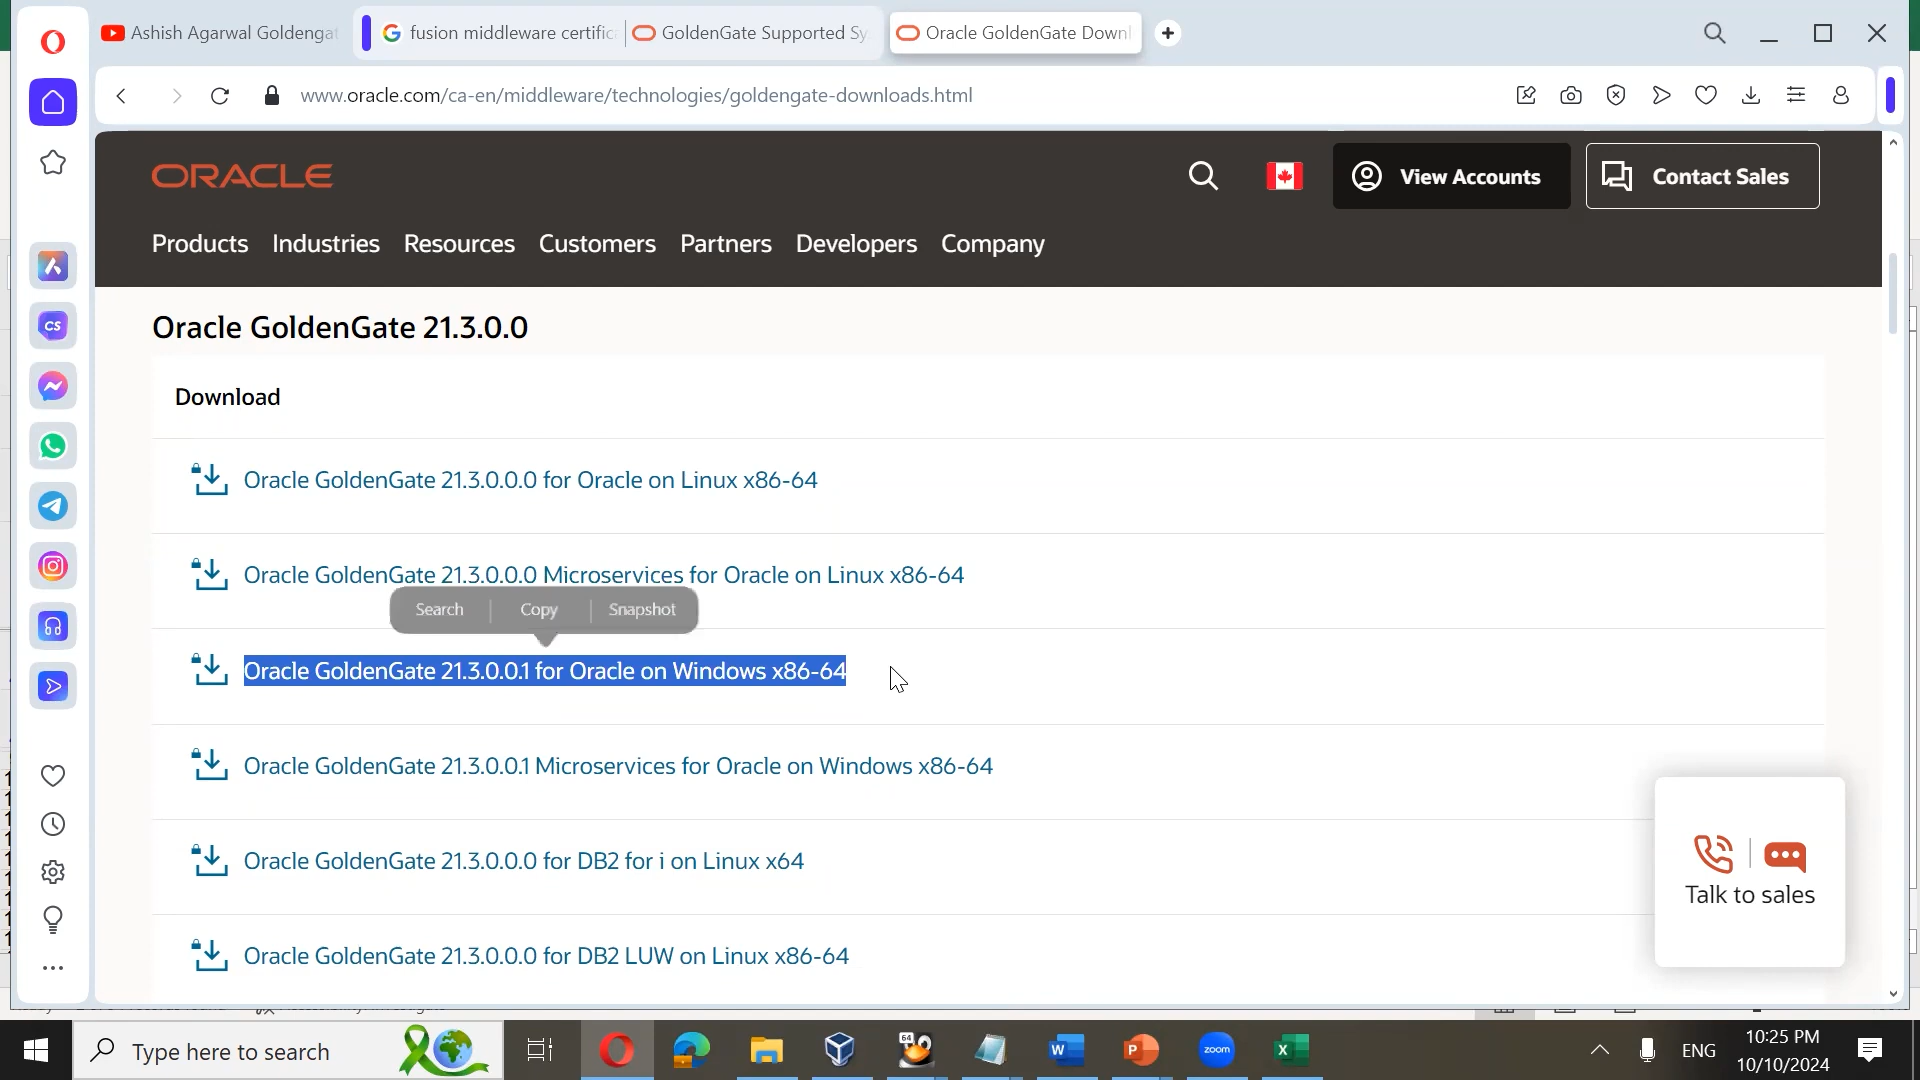 Ashish Agarwal Goldengat
fusion middleware certific
GoldenGate Supported Sy
Oracle GoldenGate Downl
www.oracle.com/ca-en/middleware/technologies/goldengate-downloads.html
ORACLE
View Accounts
Contact Sales
Products Industries Resources Customers Partners Developers Company
Oracle GoldenGate 21.3.0.0
Download
Oracle GoldenGate 21.3.0.0.0 for Oracle on Linux x86-64
Oracle GoldenGate 21.3.0.0.0 Microservices for Oracle on Linux x86-64
Search Copy Snapshot
Oracle GoldenGate 21.3.0.0.1 for Oracle on Windows x86-64
Oracle GoldenGate 21.3.0.0.1 Microservices for Oracle on Windows x86-64
Oracle GoldenGate 21.3.0.0.0 for DB2 for i on Linux x64
Oracle GoldenGate 21.3.0.0.0 for DB2 LUW on Linux x86-64
Talk to sales
CS
Type here to search
64
W
P
zoom
X
ENG
10:25 PM
10/10/2024